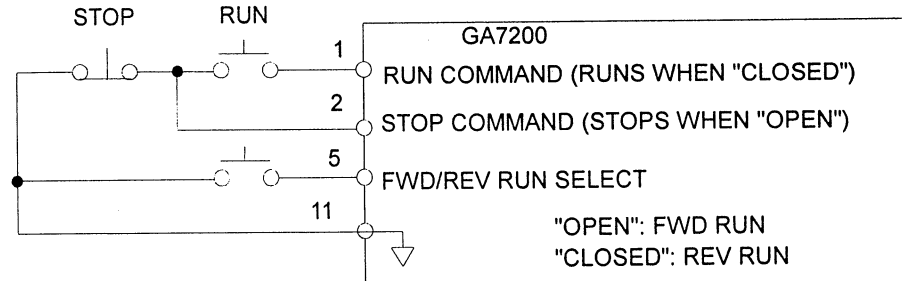 STOP RUN
GA7200
1 RUN COMMAND (RUNS WHEN "CLOSED")
2 STOP COMMAND (STOPS WHEN "OPEN")
5 FWD/REV RUN SELECT
11
"OPEN": FWD RUN
"CLOSED": REV RUN